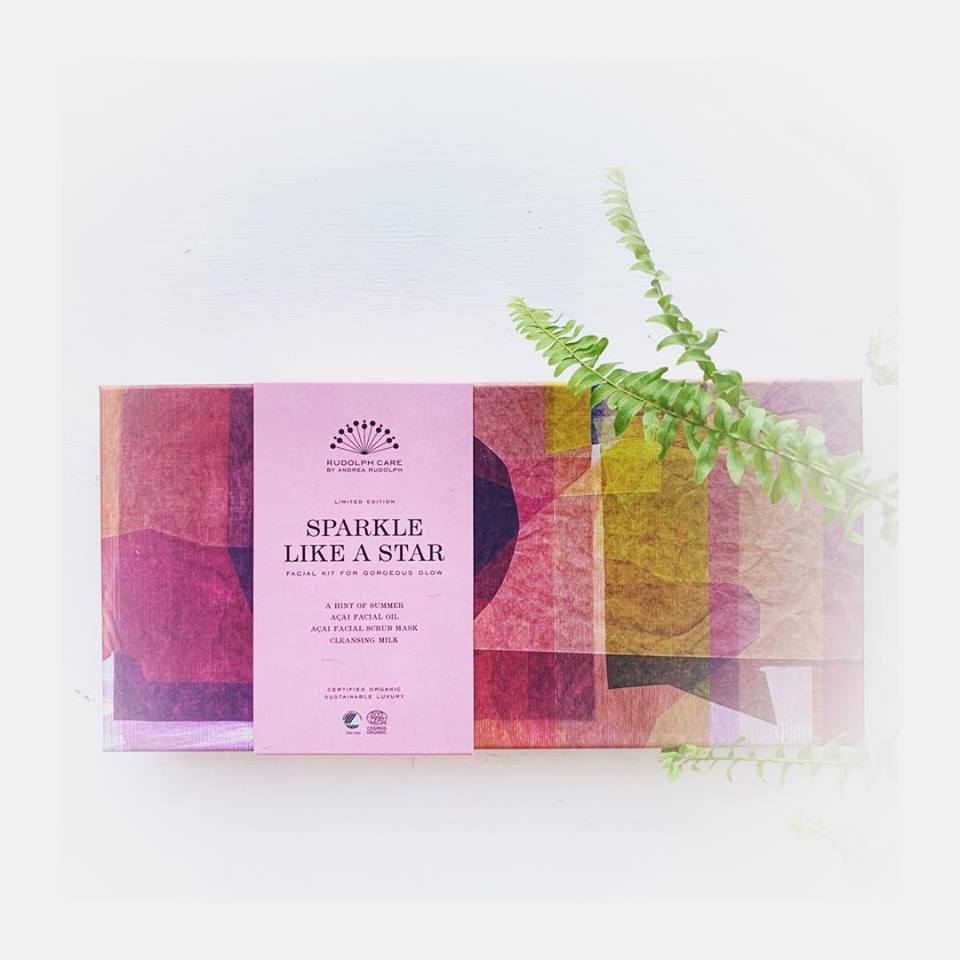 RUDOLPH CARE
BY ANDREA RUDOLPH
LIMITED EDITION
SPARKLE
LIKE A STAR
FACIAL KIT FOR GORGEOUS GLOW
A HINT OF SUMMER
AÇAI FACIAL OIL
AÇAI FACIAL SCRUB MASK
CLEANSING MILK
CERTIFIED ORGANIC
SUSTAINABLE LUXURY
COSMOS
ORGANIC